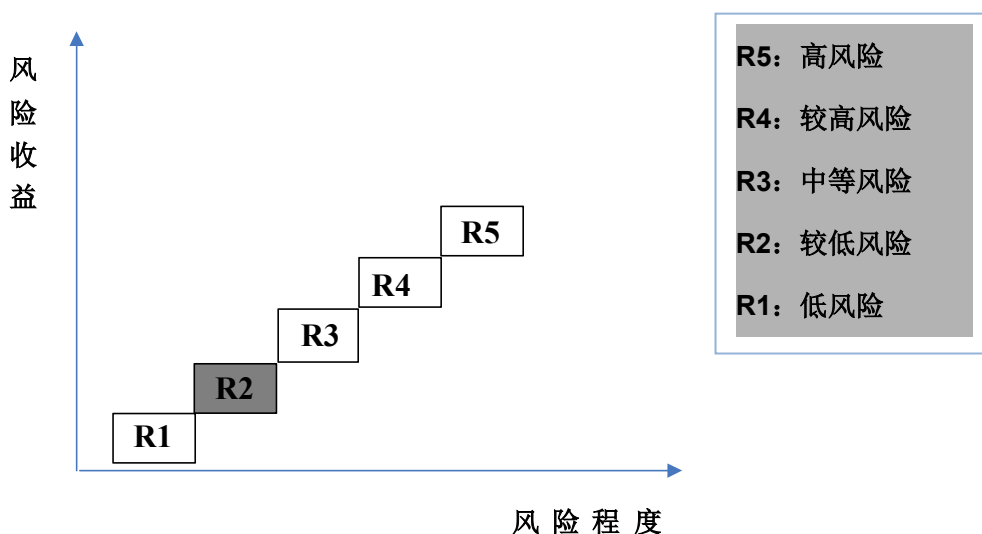 风
险
收
益
R5
R4
R3
R2
R1
风 险 程 度
R5：高风险
R4：较高风险
R3：中等风险
R2：较低风险
R1：低风险